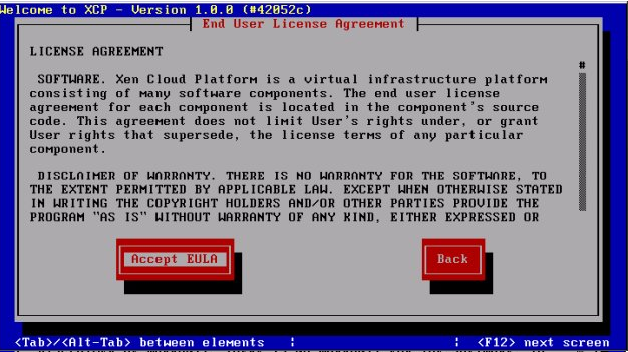 Welcome to XCP - Version 1.0.0 (#42052c)
End User License Agreement
LICENSE AGREEMENT
#
SOFTWARE. Xen Cloud Platform is a virtual infrastructure platform
consisting of many software components. The end user license
agreement for each component is located in the component's source
code. This agreement does not limit User's rights under, or grant
User rights that supersede, the license terms of any particular
component.
DISCLAIMER OF WARRANTY. THERE IS NO WARRANTY FOR THE SOFTWARE, TO
THE EXTENT PERMITTED BY APPLICABLE LAW. EXCEPT WHEN OTHERWISE STATED
IN WRITING THE COPYRIGHT HOLDERS AND/OR OTHER PARTIES PROVIDE THE
PROGRAM "AS IS" WITHOUT WARRANTY OF ANY KIND, EITHER EXPRESSED OR
Accept EULA Back
<Tab>/<Alt-Tab> between elements ¦ ¦ <F12> next screen